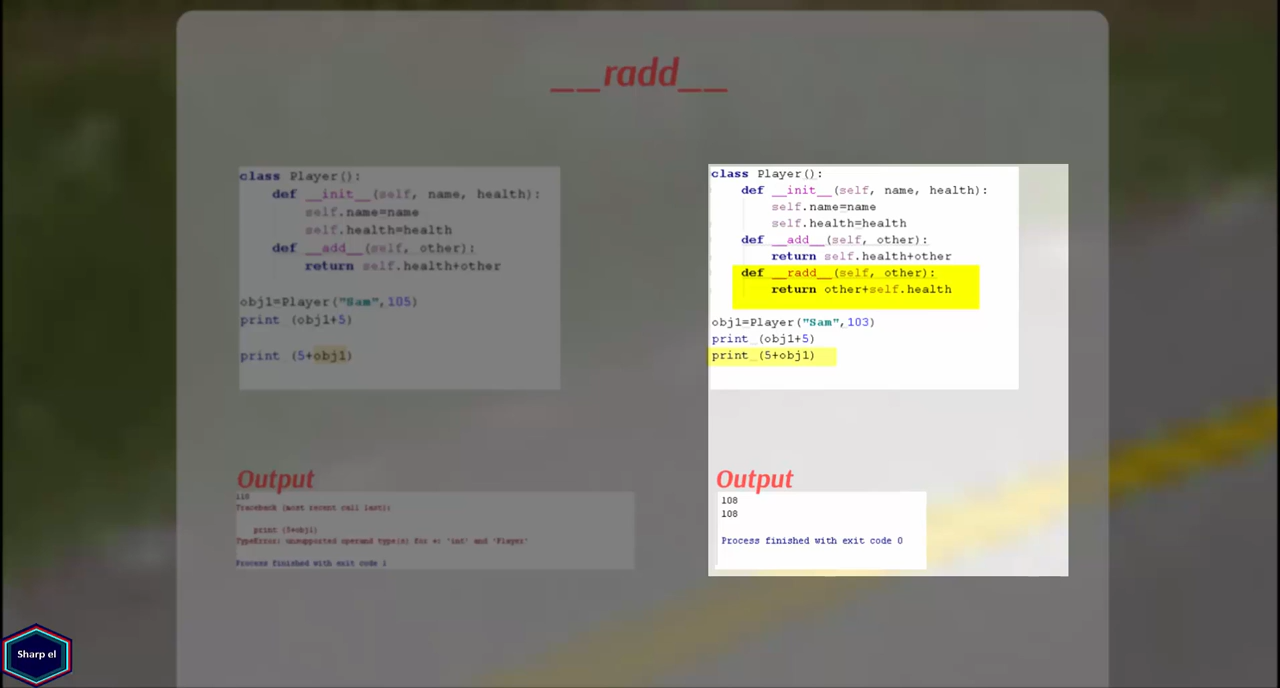 __radd__
class Player():
def __init__(self, name, health):
self.name=name
self.health=health
def __add__(self, other):
return self.health+other
obj1=Player("Sam",105)
print (obj1+5)
print (5+obj1)
Output
110
Traceback (most recent call last):
print (5+obj1)
TypeError: unsupported operand type(s) for +: 'int' and 'Player'
Process finished with exit code 1
class Player():
def __init__(self, name, health):
self.name=name
self.health=health
def __add__(self, other):
return self.health+other
def __radd__(self, other):
return other+self.health
obj1=Player("Sam",103)
print (obj1+5)
print (5+obj1)
Output
108
108
Process finished with exit code 0
Sharp el